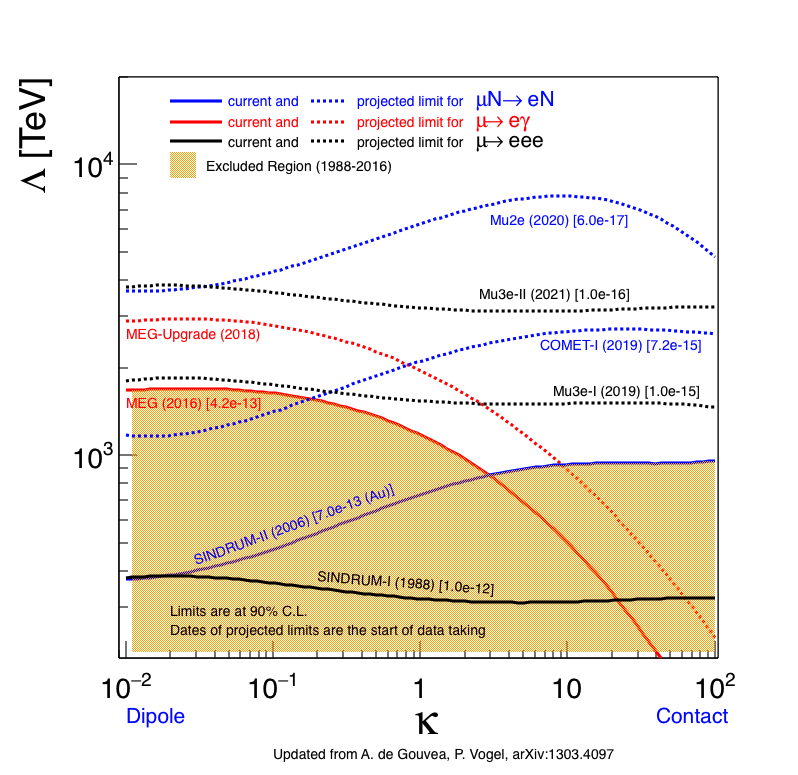 Λ [TeV]
current and projected limit for μN→ eN
current and projected limit for μ→ eγ
current and projected limit for μ→ eee
Excluded Region (1988-2016)
10⁴
Mu2e (2020) [6.0e-17]
Mu3e-II (2021) [1.0e-16]
MEG-Upgrade (2018)
COMET-I (2019) [7.2e-15]
Mu3e-I (2019) [1.0e-15]
MEG (2016) [4.2e-13]
10³
SINDRUM-II (2006) [7.0e-13 (Au)]
SINDRUM-I (1988) [1.0e-12]
Limits are at 90% C.L.
Dates of projected limits are the start of data taking
10⁻² 10⁻¹ 1 10 10²
Dipole κ Contact
Updated from A. de Gouvea, P. Vogel, arXiv:1303.4097